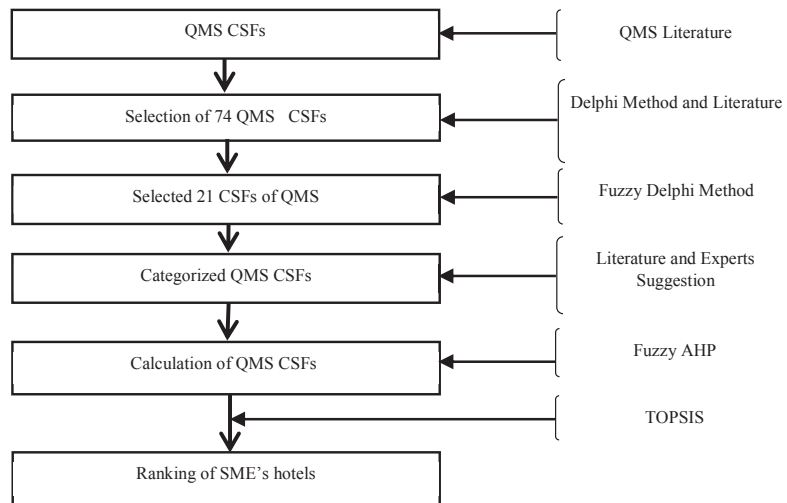 QMS CSFs
QMS Literature
Selection of 74 QMS CSFs
Delphi Method and Literature
Selected 21 CSFs of QMS
Fuzzy Delphi Method
Categorized QMS CSFs
Literature and Experts
Suggestion
Calculation of QMS CSFs
Fuzzy AHP
TOPSIS
Ranking of SME's hotels